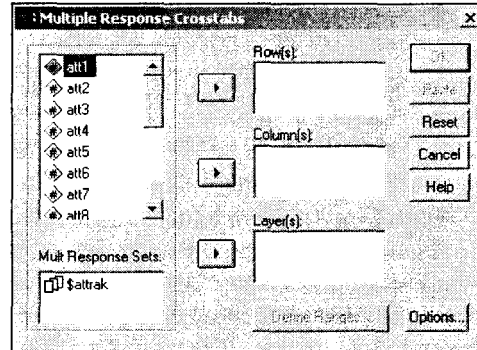 Multiple Response Crosstabs
att1
att2
att3
att4
att5
att6
att7
att8
Mult Response Sets:
$attrak
Row(s):
Column(s):
Layer(s):
OK
Paste
Reset
Cancel
Help
Define Ranges...
Options...